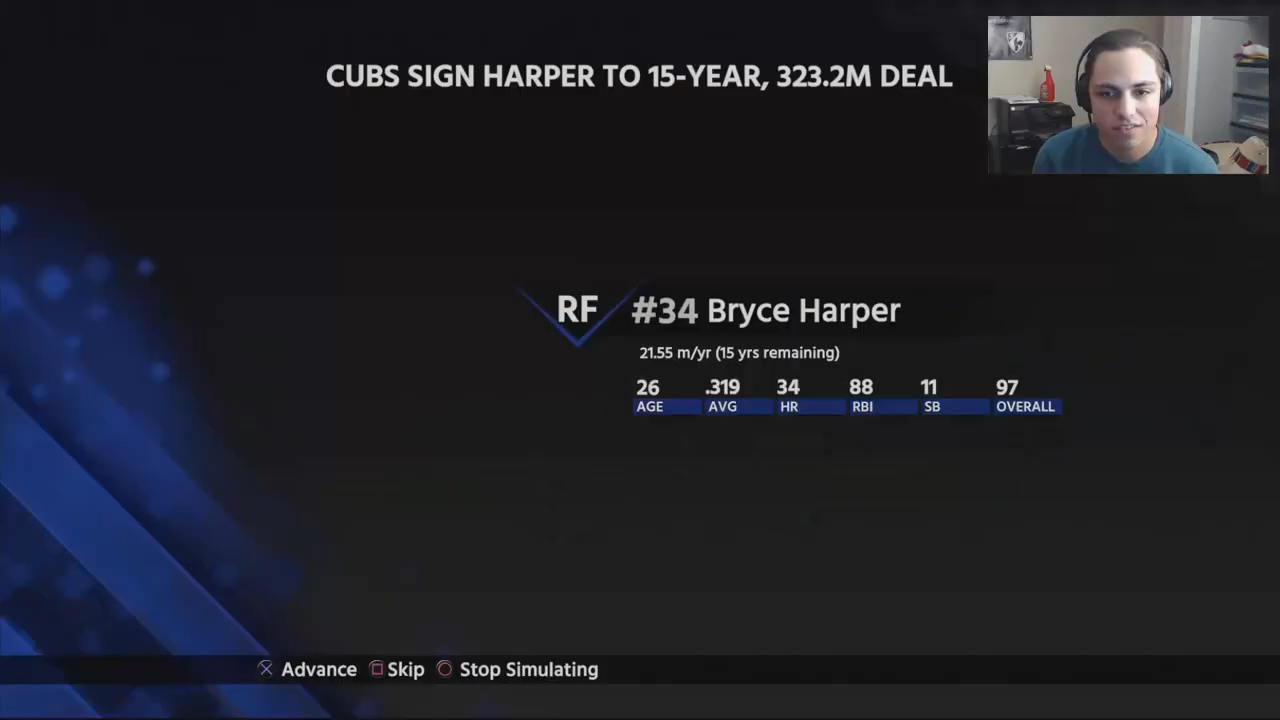 CUBS SIGN HARPER TO 15-YEAR, 323.2M DEAL
RF #34 Bryce Harper
21.55 m/yr (15 yrs remaining)
26 .319 34 88 11 97
AGE AVG HR RBI SB OVERALL
Advance Skip Stop Simulating